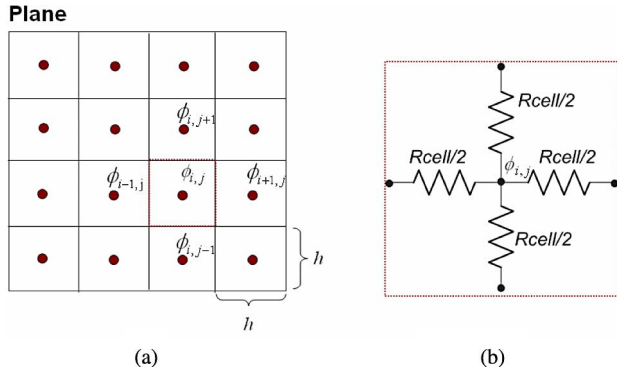 Plane
ϕi, j+1
ϕi−1, j
ϕi, j
ϕi+1, j
ϕi, j−1
h
h
(a)
Rcell/2
Rcell/2
ϕi, j
Rcell/2
Rcell/2
(b)